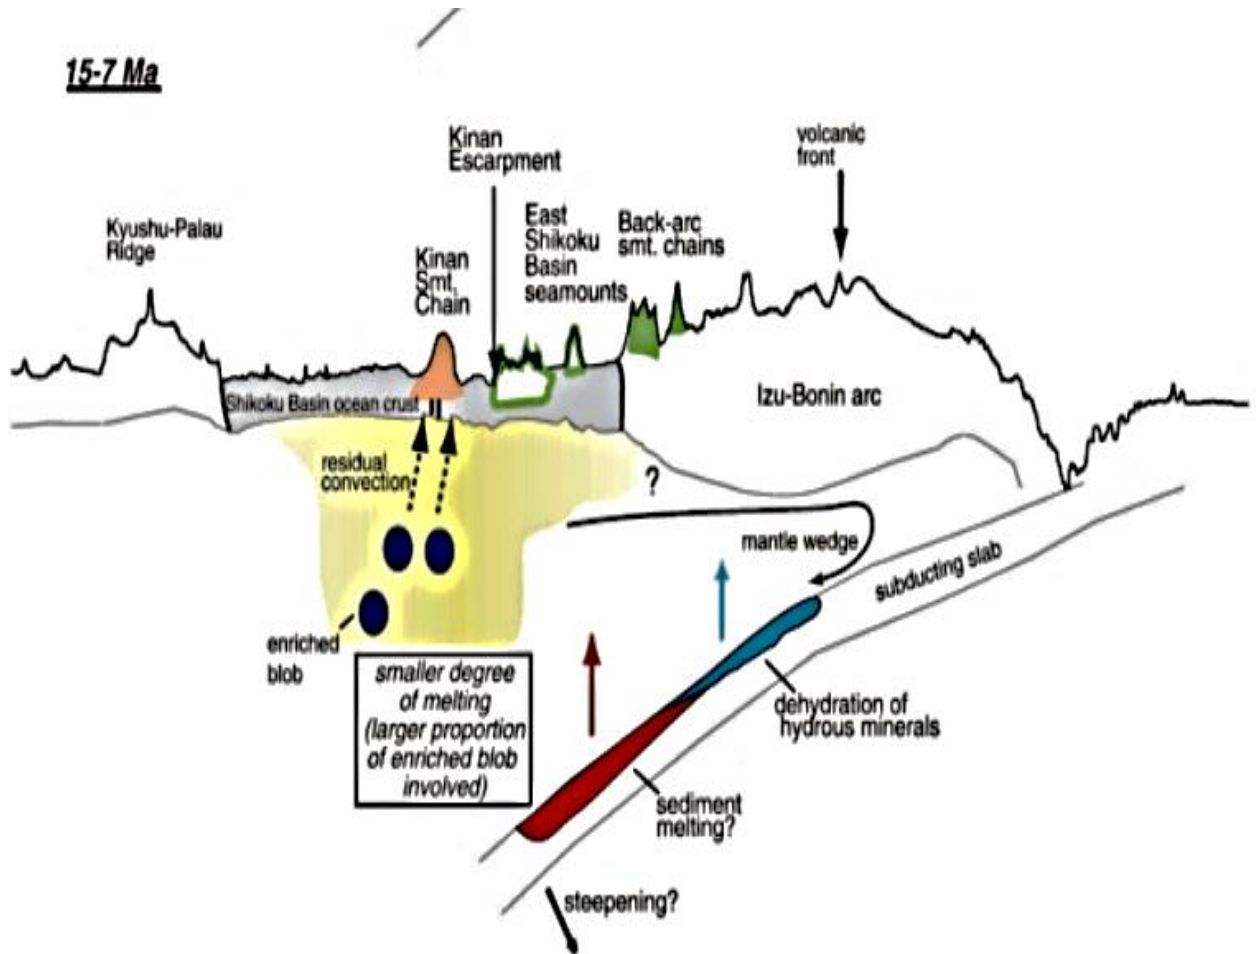 15-7 Ma
Kinan
Escarpment
volcanic
front
Kyushu-Palau
Ridge
Kinan
Smt,
Chain
East
Shikoku
Basin
seamounts
Back-arc
smt. chains
Shikoku Basin ocean crust
Izu-Bonin arc
residual
convection
?
mantle wedge
subducting slab
enriched
blob
smaller degree
of melting
(larger proportion
of enriched blob
involved)
dehydration of
hydrous minerals
sediment
melting?
steepening?